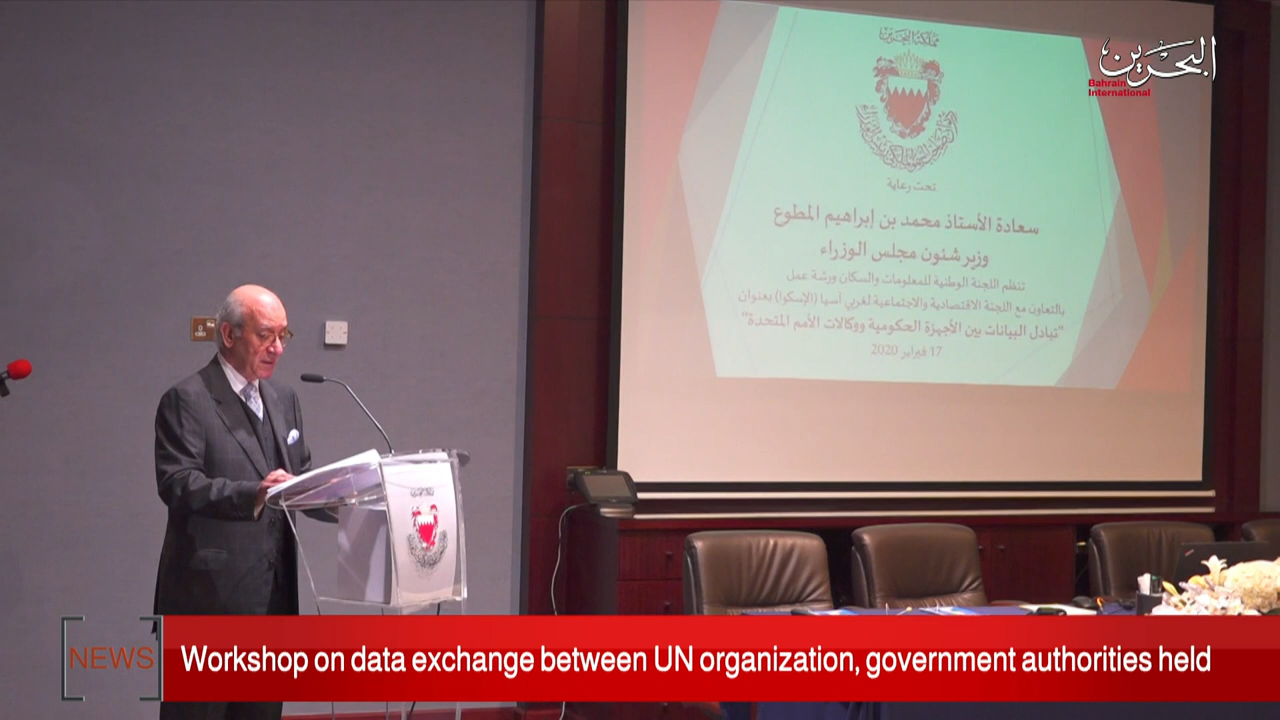 البحرين
Bahrain
International
مملكة البحرين
تحت رعاية
سعادة الأستاذ محمد بن إبراهيم المطوع
وزير شئون مجلس الوزراء
تنظم اللجنة الوطنية للمعلومات والسكان ورشة عمل
بالتعاون مع اللجنة الاقتصادية والاجتماعية لغربي آسيا (الإسكوا) بعنوان
"تبادل البيانات بين الأجهزة الحكومية ووكالات الأمم المتحدة"
17 فبراير 2020
NEWS
Workshop on data exchange between UN organization, government authorities held